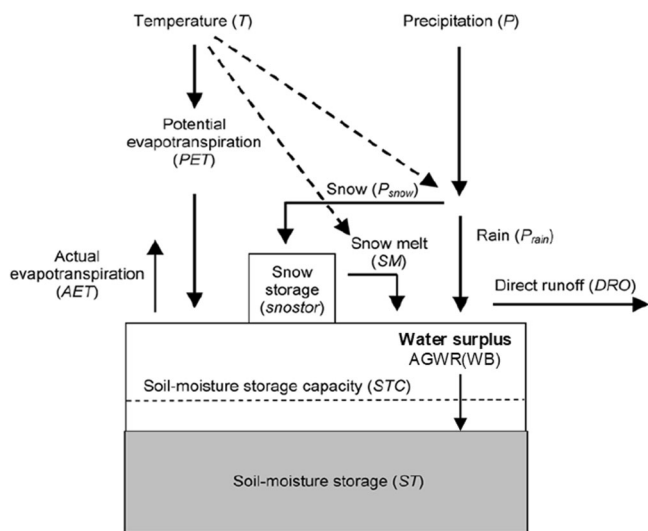 Temperature (T)
Precipitation (P)
Potential
evapotranspiration
(PET)
Snow (Psnow)
Rain (Prain)
Actual
evapotranspiration
(AET)
Snow melt
(SM)
Snow
storage
(snostor)
Direct runoff (DRO)
Water surplus
AGWR(WB)
Soil-moisture storage capacity (STC)
Soil-moisture storage (ST)